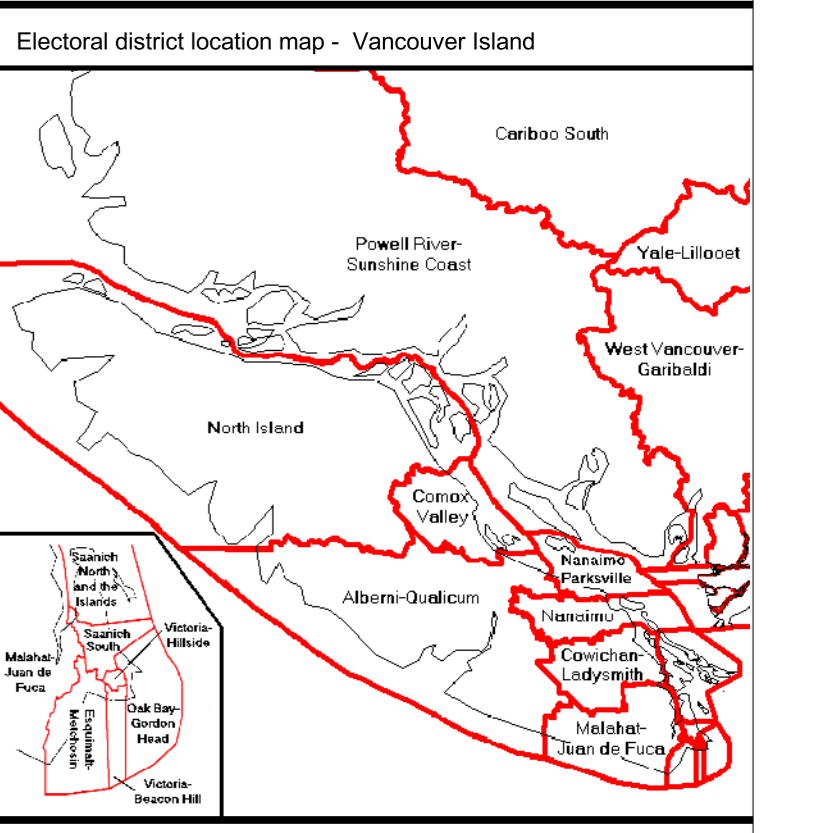 Electoral district location map - Vancouver Island
Cariboo South
Powell River-
Sunshine Coast
Yale-Lillooet
West Vancouver-
Garibaldi
North Island
Comox
Valley
Nanaimo
Parksville
Alberni-Qualicum
Nanaimo
Cowichan-
Ladysmith
Malahat-
Juan de Fuca
Saanich
North
and the
Islands
Saanich
South
Victoria-
Hillside
Malahat-
Juan de
Fuca
Esquimalt-
Metchosin
Oak Bay-
Gordon
Head
Victoria-
Beacon Hill